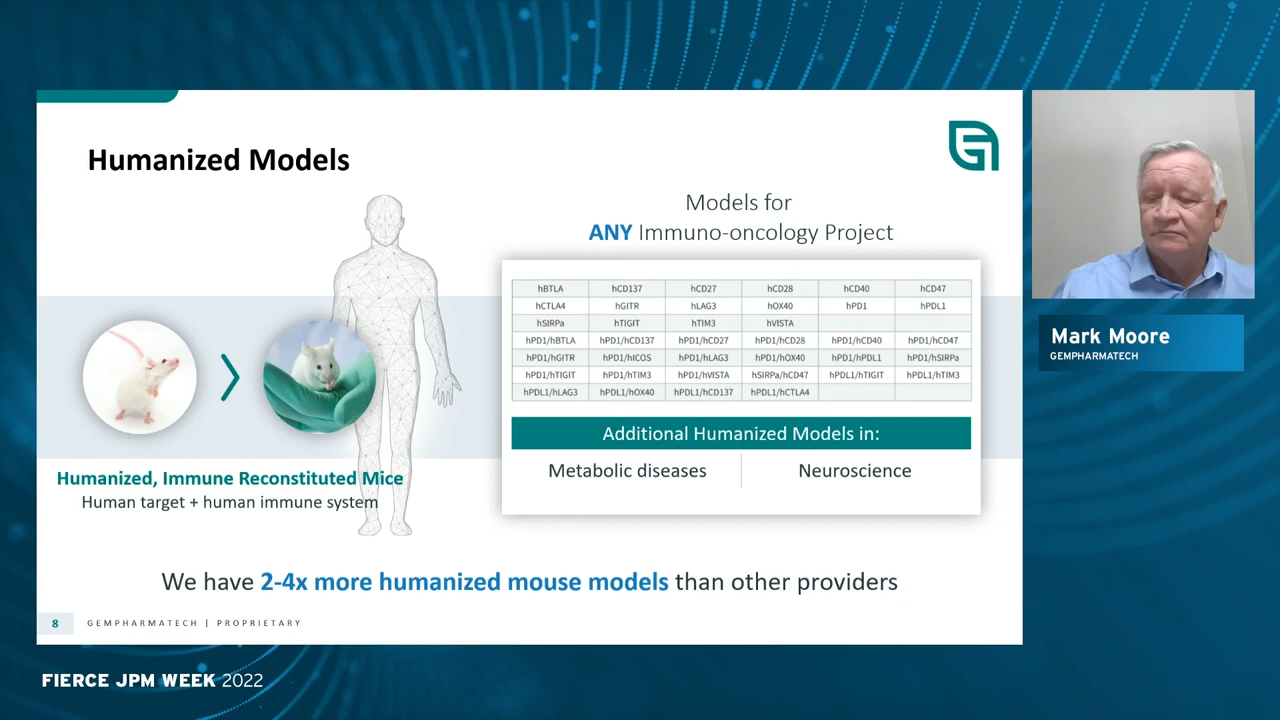 Humanized Models
Models for
ANY Immuno-oncology Project
hBTLA hCD137 hCD27 hCD28 hCD40 hCD47
hCTLA4 hGITR hLAG3 hOX40 hPD1 hPDL1
hSIRPa hTIGIT hTIM3 hVISTA
hPD1/hBTLA hPD1/hCD137 hPD1/hCD27 hPD1/hCD28 hPD1/hCD40 hPD1/hCD47
hPD1/hGITR hPD1/hICOS hPD1/hLAG3 hPD1/hOX40 hPD1/hPDL1 hPD1/hSIRPa
hPD1/hTIGIT hPD1/hTIM3 hPD1/hVISTA hSIRPa/hCD47 hPDL1/hTIGIT hPDL1/hTIM3
hPDL1/hLAG3 hPDL1/hOX40 hPDL1/hCD137 hPDL1/hCTLA4
Additional Humanized Models in:
Metabolic diseases Neuroscience
Humanized, Immune Reconstituted Mice
Human target + human immune system
We have 2-4x more humanized mouse models than other providers
8 GEMPHARMATECH | PROPRIETARY
Mark Moore
GEMPHARMATECH
FIERCE JPM WEEK 2022